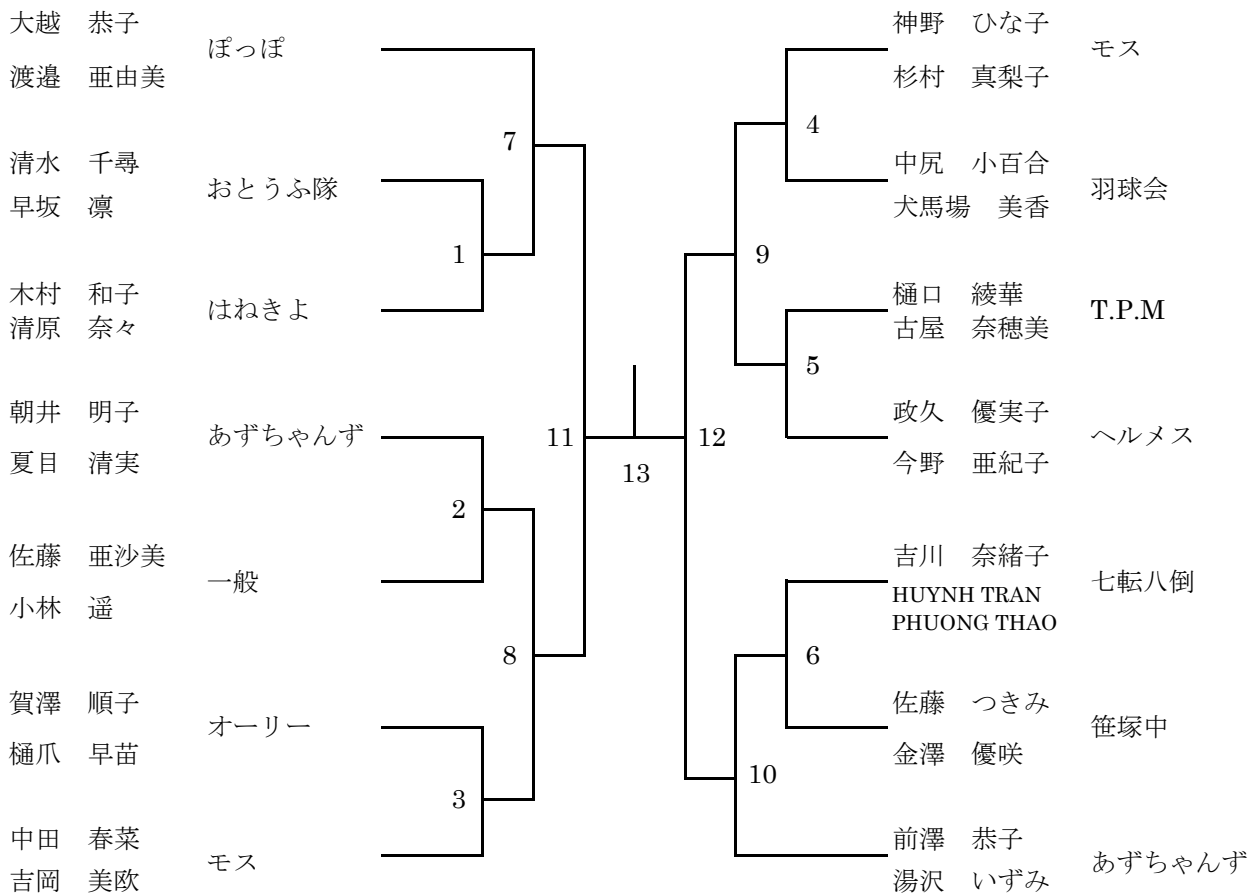 大越　恭子
渡邉　亜由美
ぽっぽ
清水　千尋
早坂　凛
おとうふ隊
木村　和子
清原　奈々
はねきよ
朝井　明子
夏目　清実
あずちゃんず
佐藤　亜沙美
小林　遥
一般
賀澤　順子
樋爪　早苗
オーリー
中田　春菜
吉岡　美欧
モス
7
1
2
8
3
11
13
12
4
9
5
6
10
神野　ひな子
杉村　真梨子
モス
中尻　小百合
犬馬場　美香
羽球会
樋口　綾華
古屋　奈穂美
T.P.M
政久　優実子
今野　亜紀子
ヘルメス
吉川　奈緒子
HUYNH TRAN
PHUONG THAO
七転八倒
佐藤　つきみ
金澤　優咲
笹塚中
前澤　恭子
湯沢　いずみ
あずちゃんず